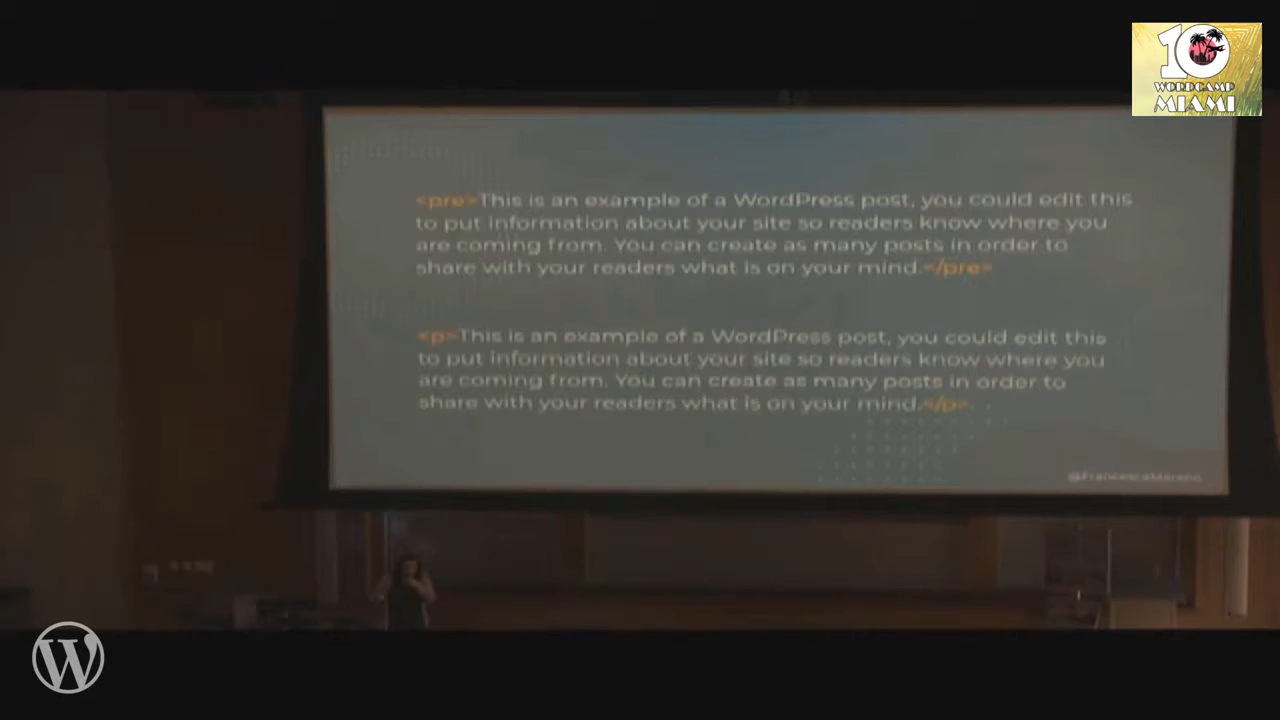 10
WORDCAMP
MIAMI
<pre>This is an example of a WordPress post, you could edit this
to put information about your site so readers know where you
are coming from. You can create as many posts in order to
share with your readers what is on your mind.</pre>
<p>This is an example of a WordPress post, you could edit this
to put information about your site so readers know where you
are coming from. You can create as many posts in order to
share with your readers what is on your mind.</p>
@FrancescaMarano
W